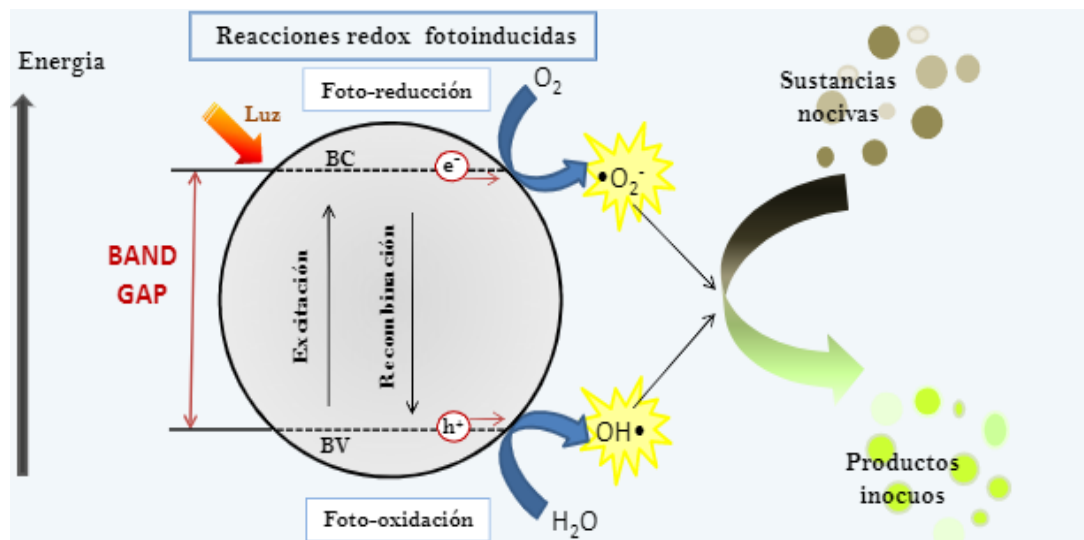 Reacciones redox fotoinducidas
Energia
Foto-reducción
O₂
Luz
BC
e⁻
•O₂⁻
Sustancias
nocivas
BAND
GAP
Excitación
Recombinación
h⁺
BV
OH•
Foto-oxidación
H₂O
Productos
inocuos